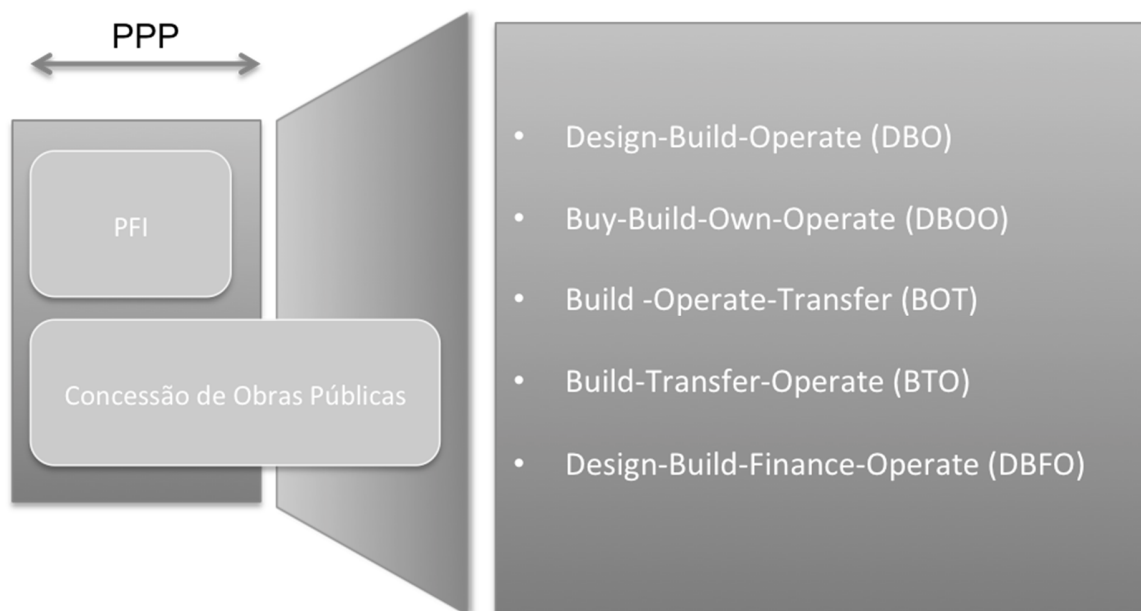 PPP
PFI
Concessão de Obras Públicas
• Design-Build-Operate (DBO)
• Buy-Build-Own-Operate (DBOO)
• Build -Operate-Transfer (BOT)
• Build-Transfer-Operate (BTO)
• Design-Build-Finance-Operate (DBFO)